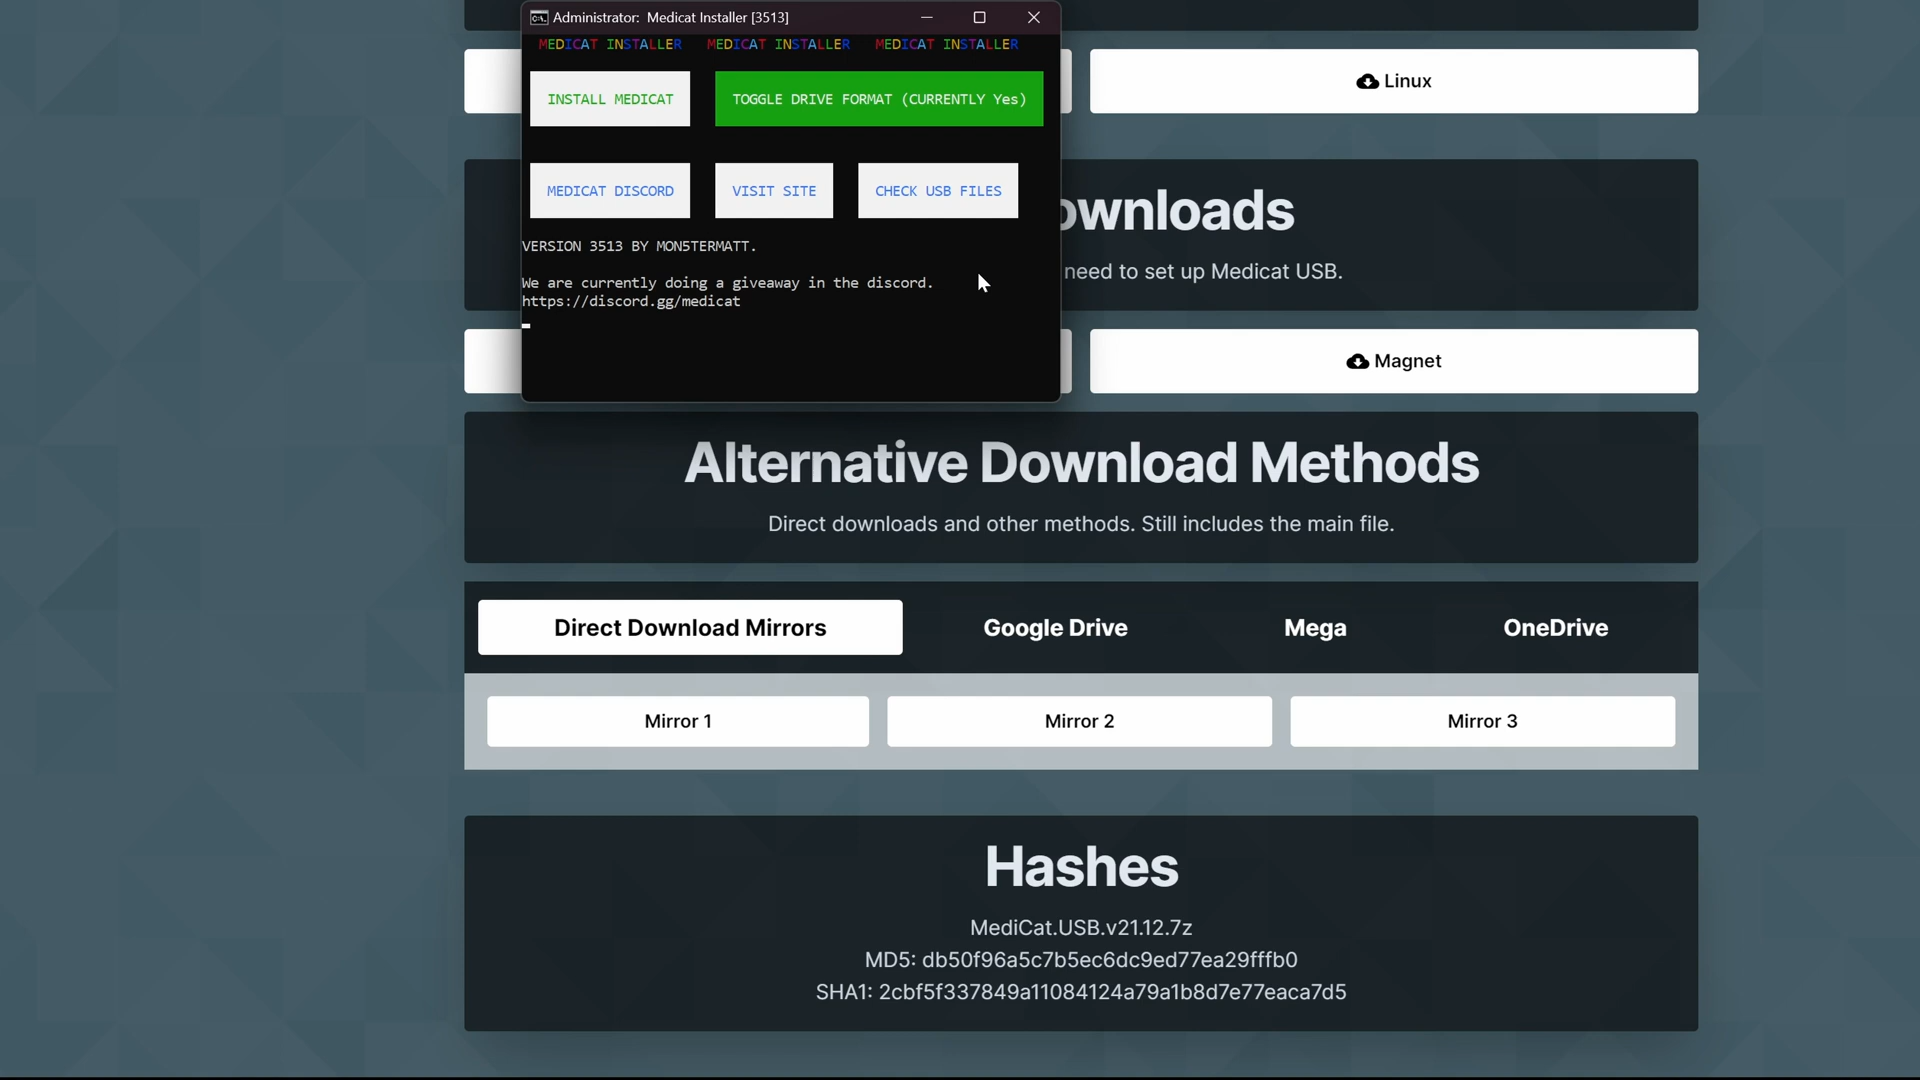 Administrator: Medicat Installer [3513]
MEDICAT INSTALLER MEDICAT INSTALLER MEDICAT INSTALLER
INSTALL MEDICAT
TOGGLE DRIVE FORMAT (CURRENTLY Yes)
Linux
MEDICAT DISCORD
VISIT SITE
CHECK USB FILES
ownloads
VERSION 3513 BY MON5TERMATT.
need to set up Medicat USB.
We are currently doing a giveaway in the discord.
https://discord.gg/medicat
Magnet
Alternative Download Methods
Direct downloads and other methods. Still includes the main file.
Direct Download Mirrors
Google Drive
Mega
OneDrive
Mirror 1
Mirror 2
Mirror 3
Hashes
MediCat.USB.v21.12.7z
MD5: db50f96a5c7b5ec6dc9ed77ea29fffb0
SHA1: 2cbf5f337849a11084124a79a1b8d7e77eaca7d5